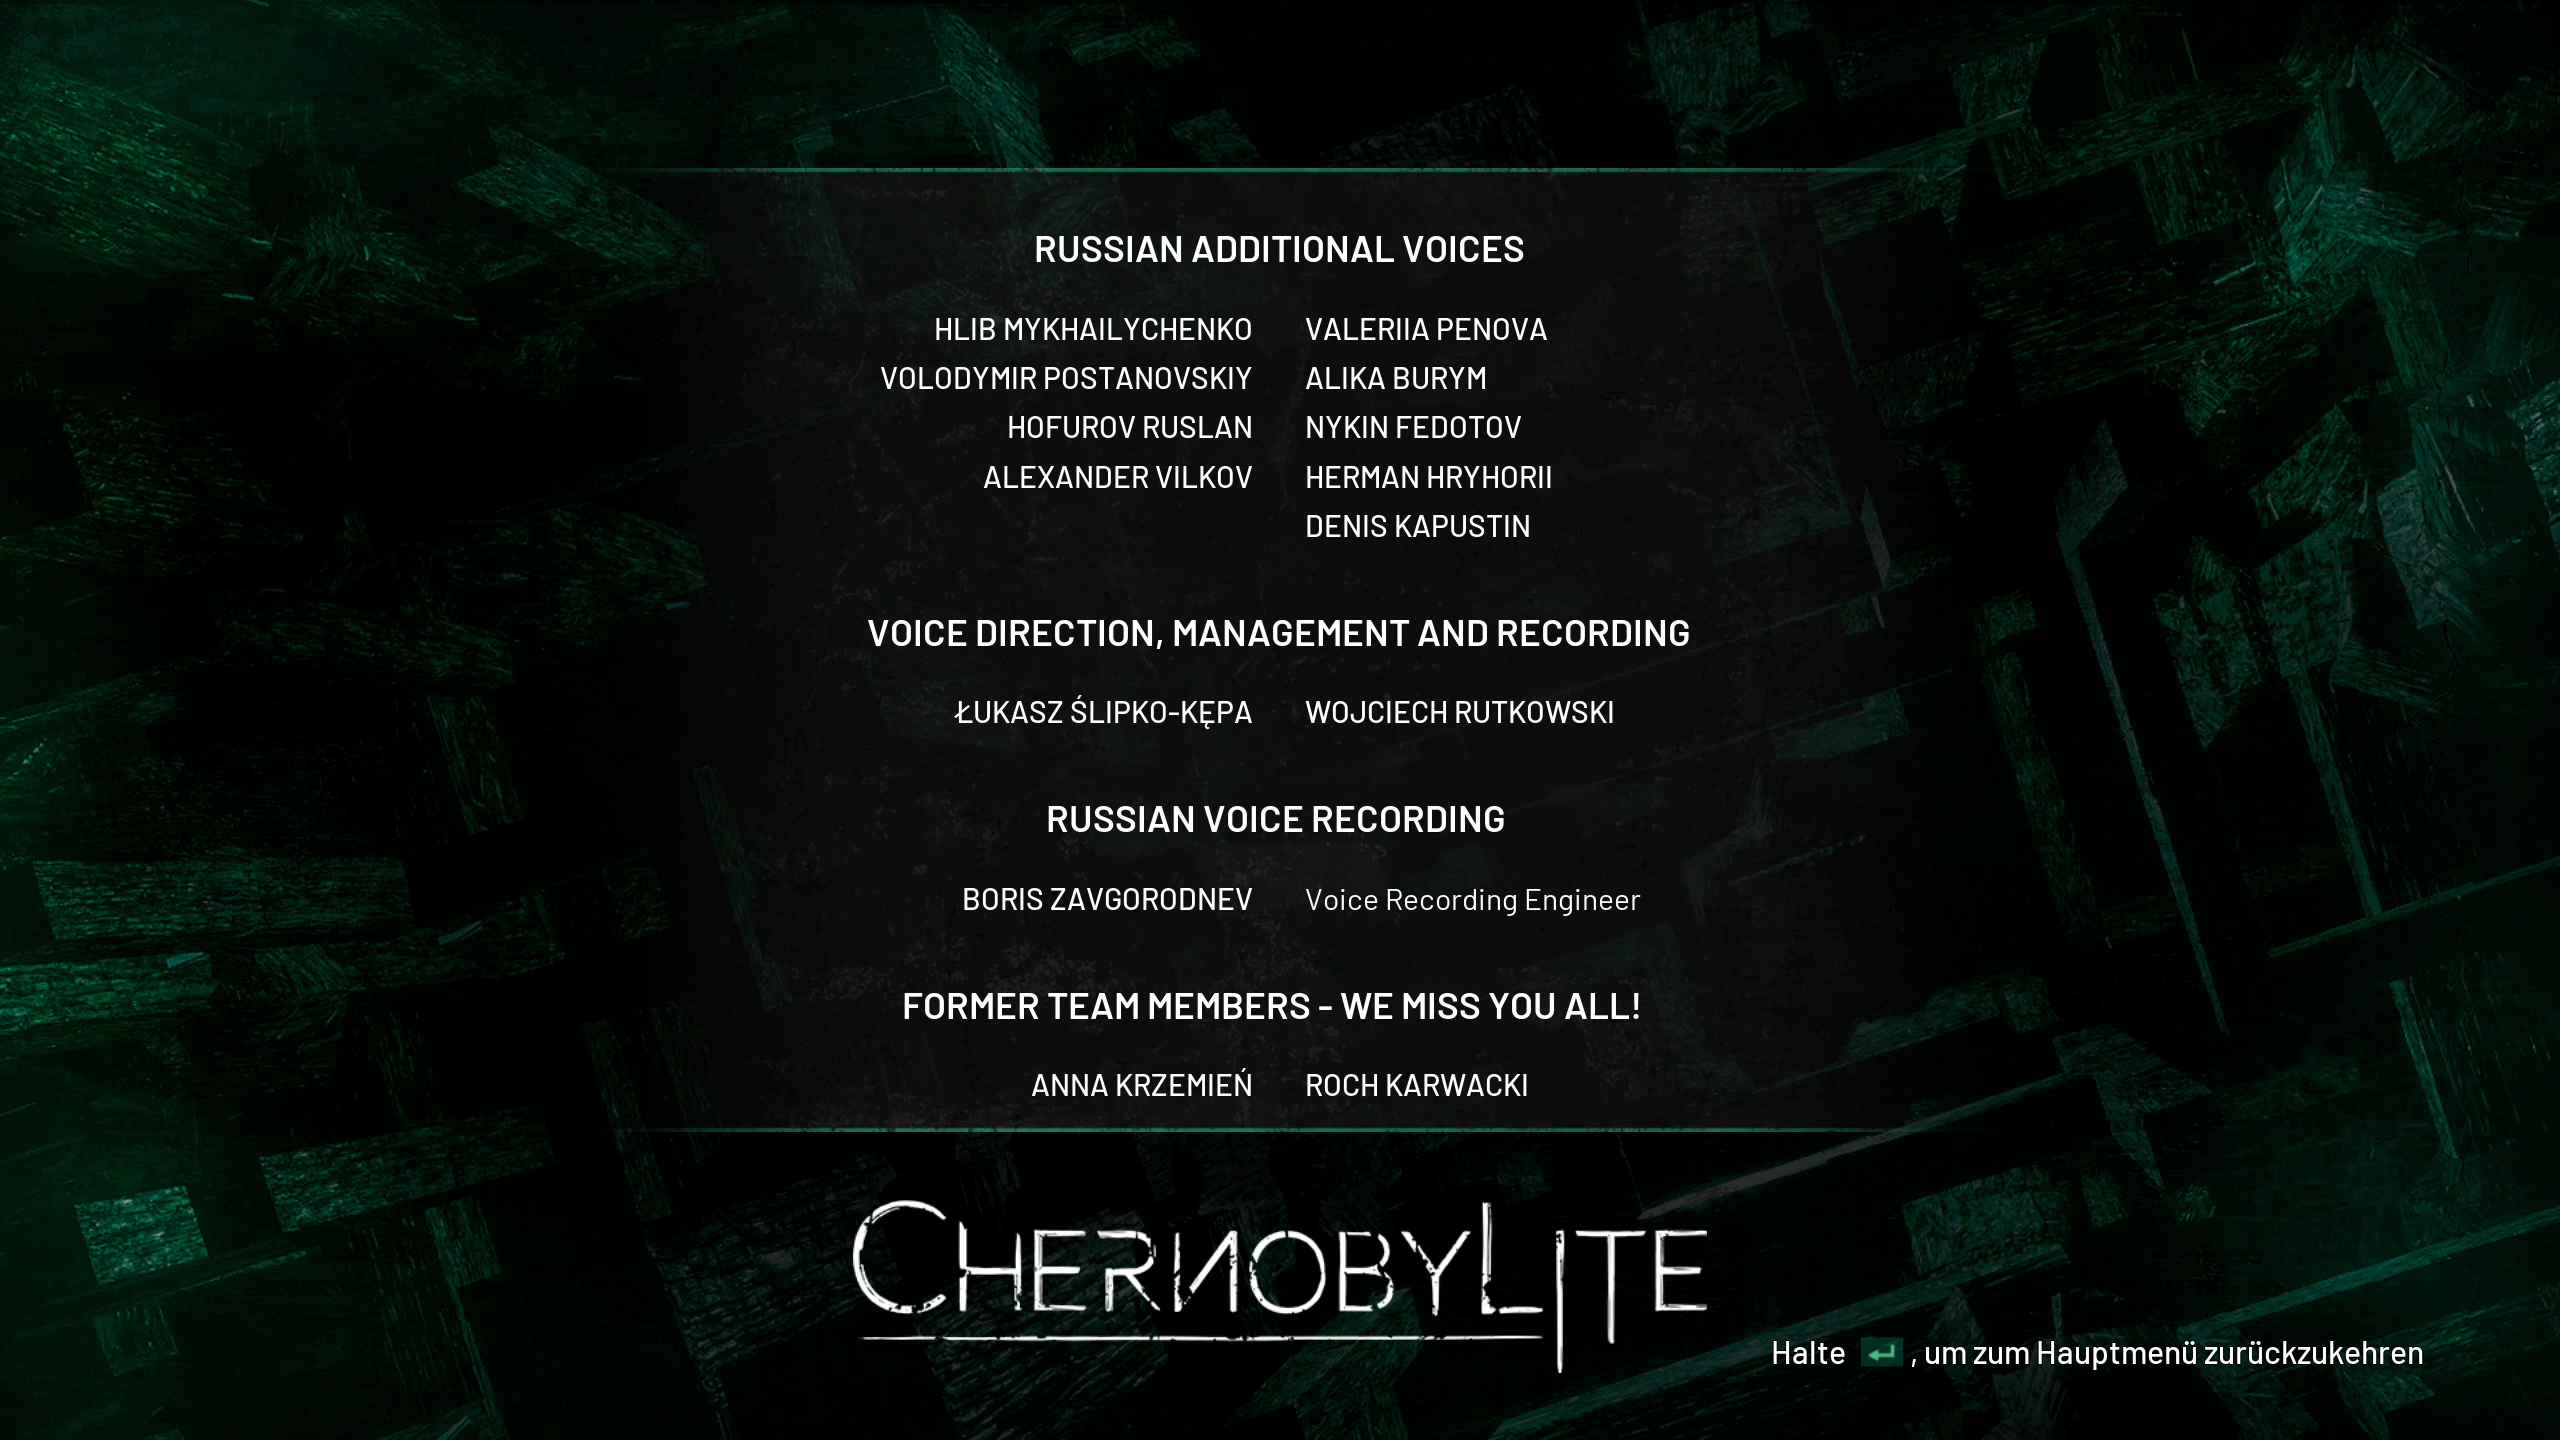 RUSSIAN ADDITIONAL VOICES
HLIB MYKHAILYCHENKO VALERIIA PENOVA
VOLODYMIR POSTANOVSKIY ALIKA BURYM
HOFUROV RUSLAN NYKIN FEDOTOV
ALEXANDER VILKOV HERMAN HRYHORII
DENIS KAPUSTIN
VOICE DIRECTION, MANAGEMENT AND RECORDING
ŁUKASZ ŚLIPKO-KĘPA WOJCIECH RUTKOWSKI
RUSSIAN VOICE RECORDING
BORIS ZAVGORODNEV Voice Recording Engineer
FORMER TEAM MEMBERS - WE MISS YOU ALL!
ANNA KRZEMIEŃ ROCH KARWACKI
CHERИOBYLITE
Halte , um zum Hauptmenü zurückzukehren